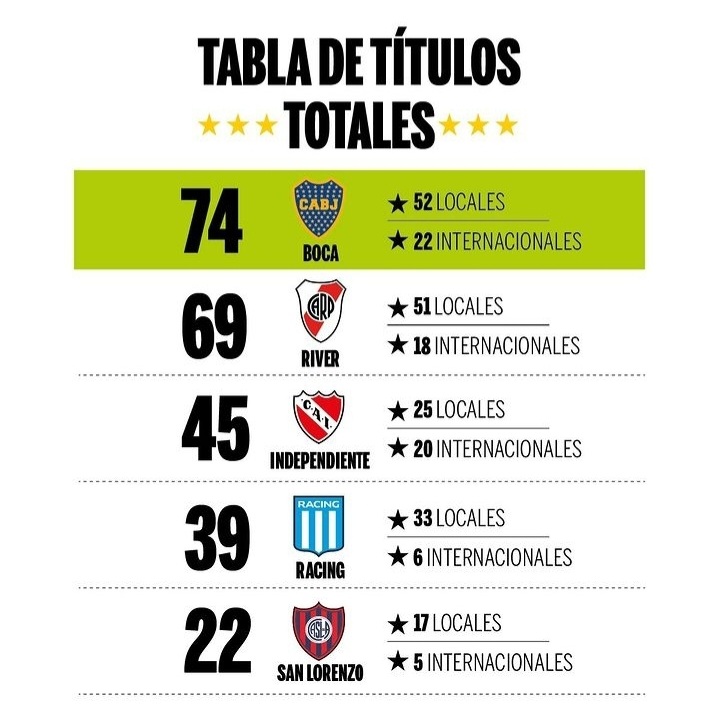 TABLA DE TÍTULOS
TOTALES
74
CABJ
BOCA
52 LOCALES
22 INTERNACIONALES
69
CARP
RIVER
51 LOCALES
18 INTERNACIONALES
45
C.A.I.
INDEPENDIENTE
25 LOCALES
20 INTERNACIONALES
39
RACING
RACING
33 LOCALES
6 INTERNACIONALES
22
CASLA
SAN LORENZO
17 LOCALES
5 INTERNACIONALES